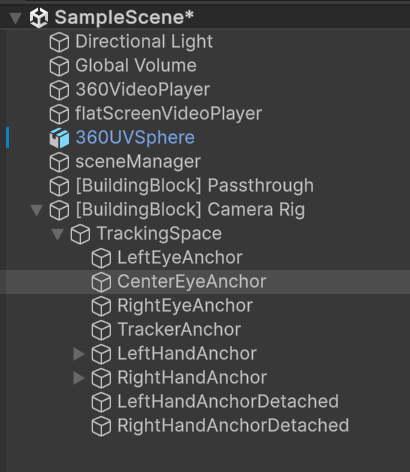 SampleScene*
Directional Light
Global Volume
360VideoPlayer
flatScreenVideoPlayer
360UVSphere
sceneManager
[BuildingBlock] Passthrough
[BuildingBlock] Camera Rig
TrackingSpace
LeftEyeAnchor
CenterEyeAnchor
RightEyeAnchor
TrackerAnchor
LeftHandAnchor
RightHandAnchor
LeftHandAnchorDetached
RightHandAnchorDetached